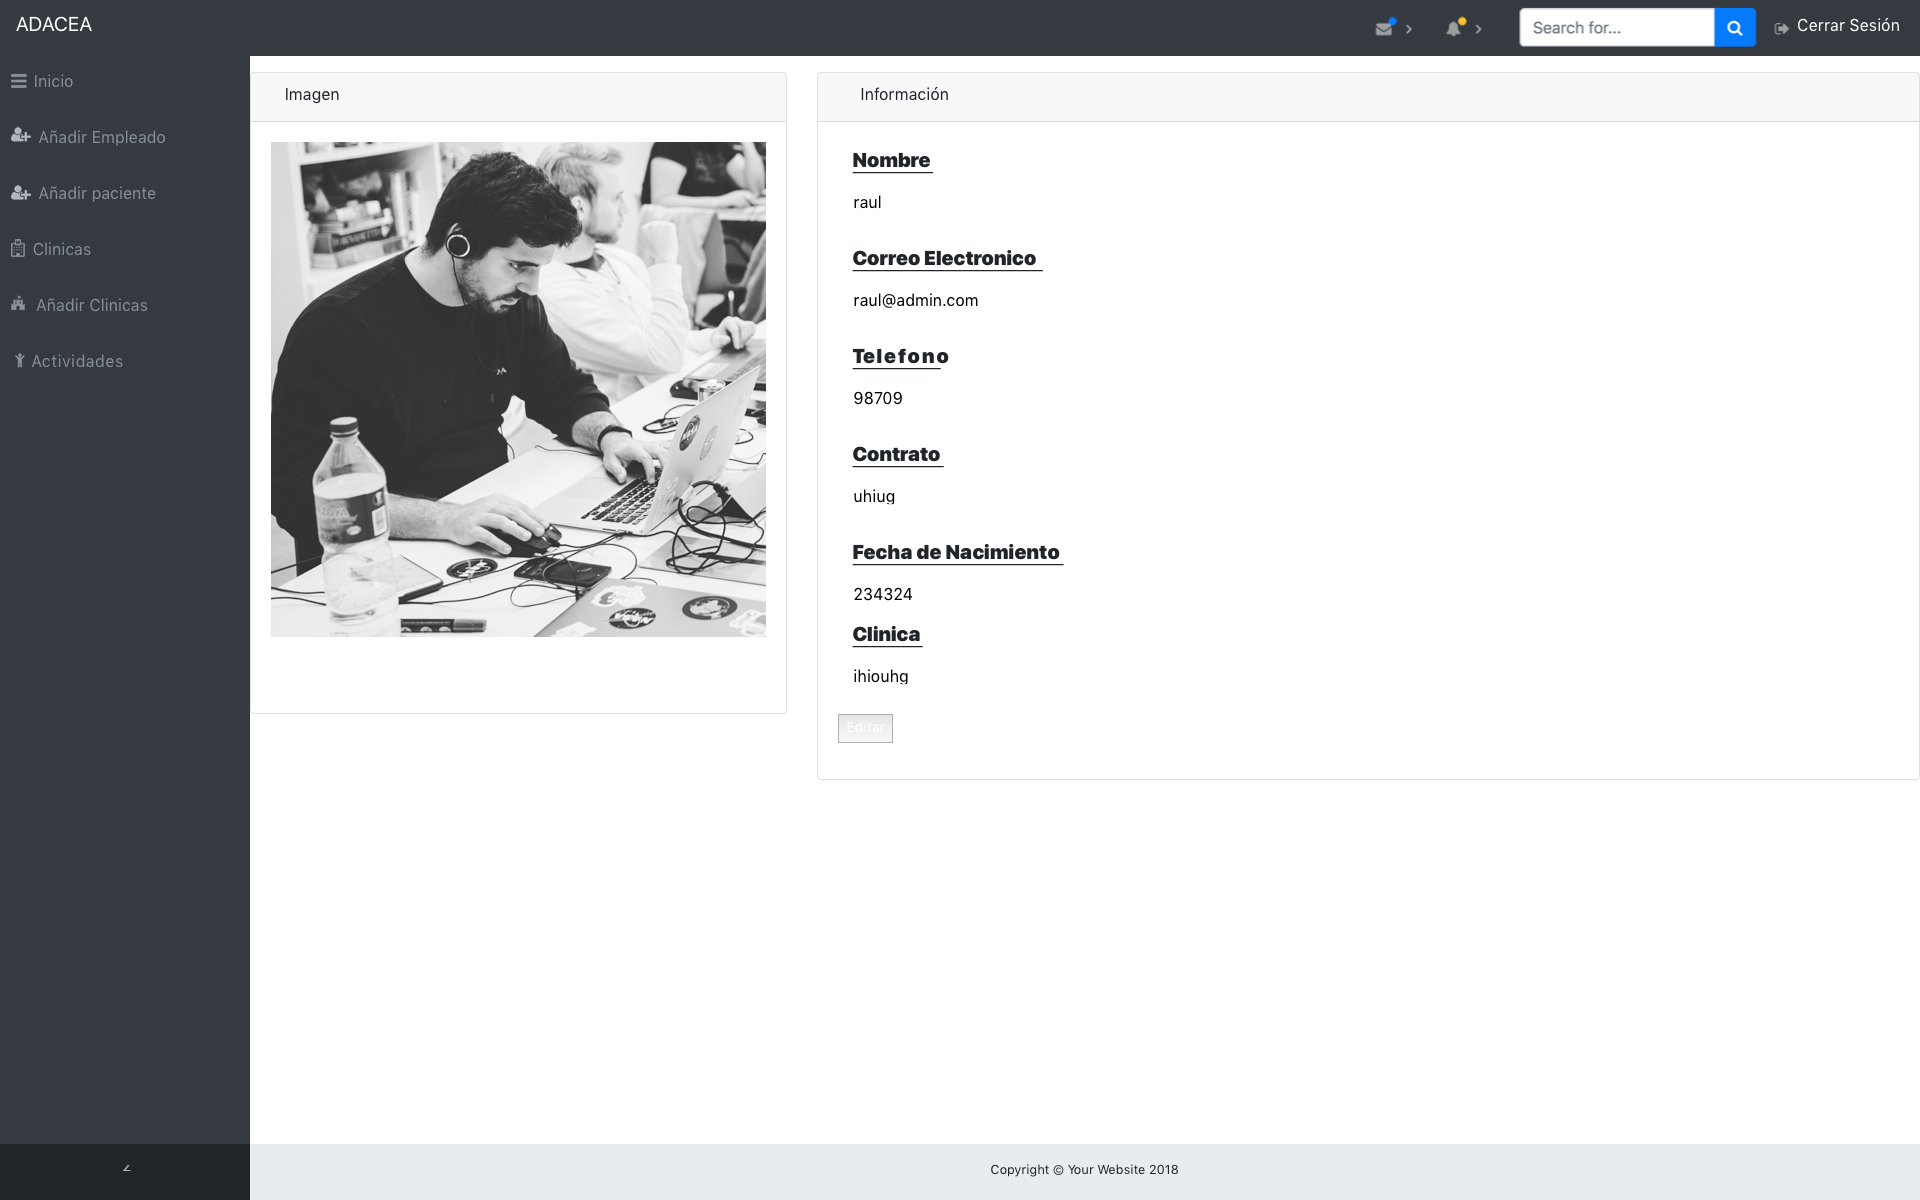 ADACEA
Search for...
Cerrar Sesión
Inicio
Añadir Empleado
Añadir paciente
Clinicas
Añadir Clinicas
Actividades
Imagen
Información
Nombre
raul
Correo Electronico
raul@admin.com
Telefono
98709
Contrato
uhiug
Fecha de Nacimiento
234324
Clinica
ihiouhg
Editar
Copyright © Your Website 2018